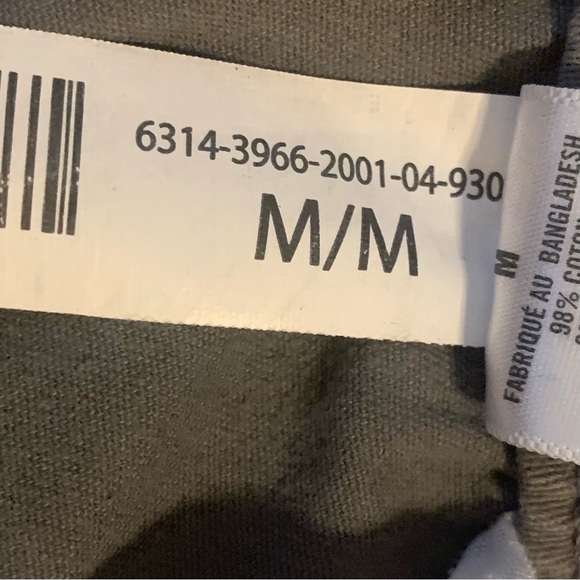 6314-3966-2001-04-930
M/M
M
FABRIQUÉ AU BANGLADESH
98% COTON